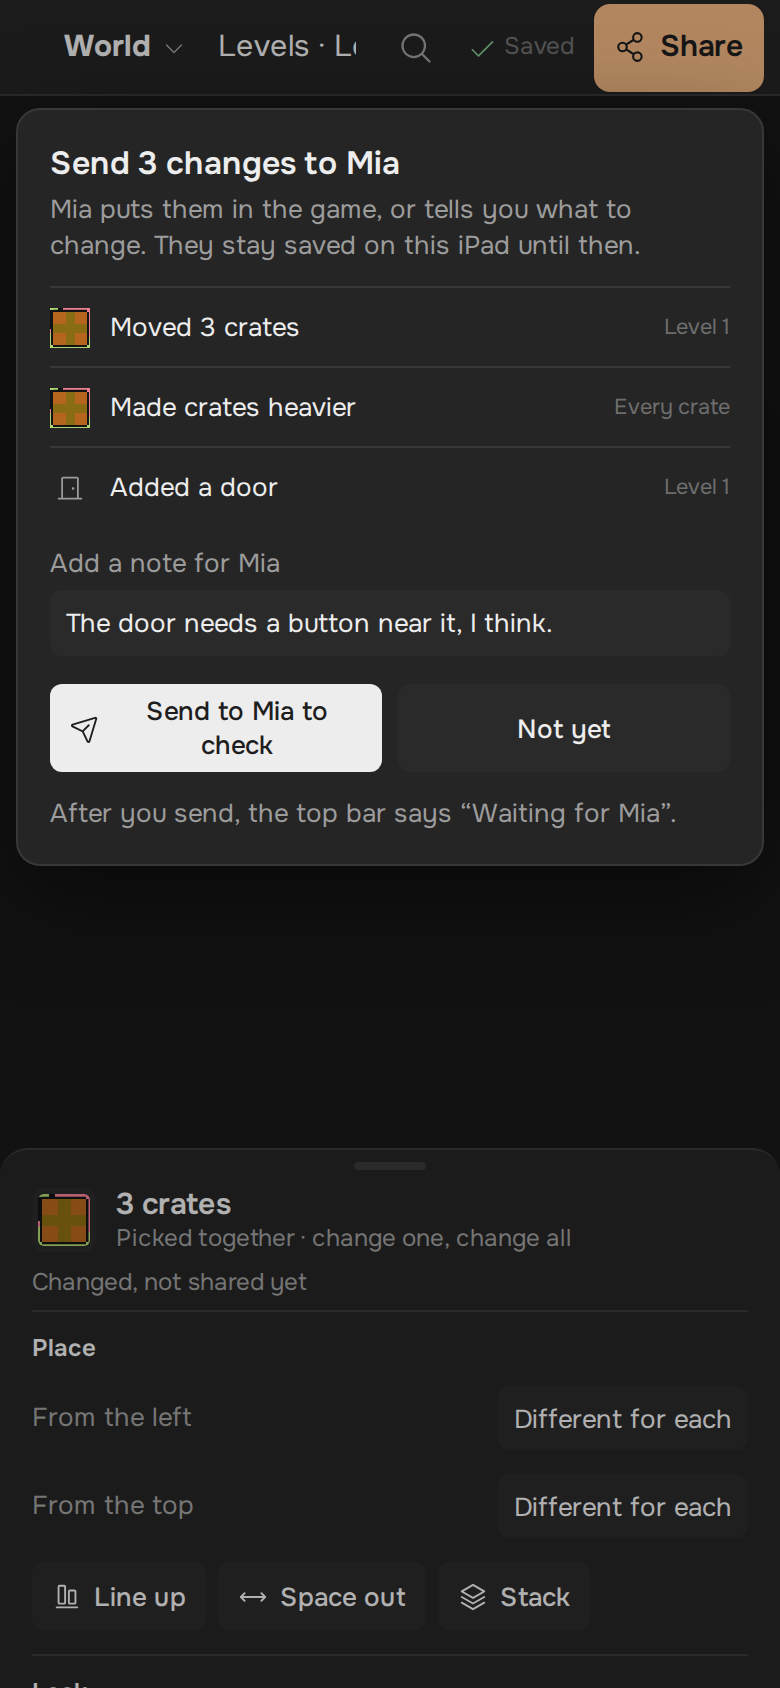 World
Levels · Le
Saved
Share
Send 3 changes to Mia
Mia puts them in the game, or tells you what to
change. They stay saved on this iPad until then.
Moved 3 crates
Level 1
Made crates heavier
Every crate
Added a door
Level 1
Add a note for Mia
The door needs a button near it, I think.
Send to Mia to
check
Not yet
After you send, the top bar says “Waiting for Mia”.
3 crates
Picked together · change one, change all
Changed, not shared yet
Place
From the left
Different for each
From the top
Different for each
Line up
Space out
Stack